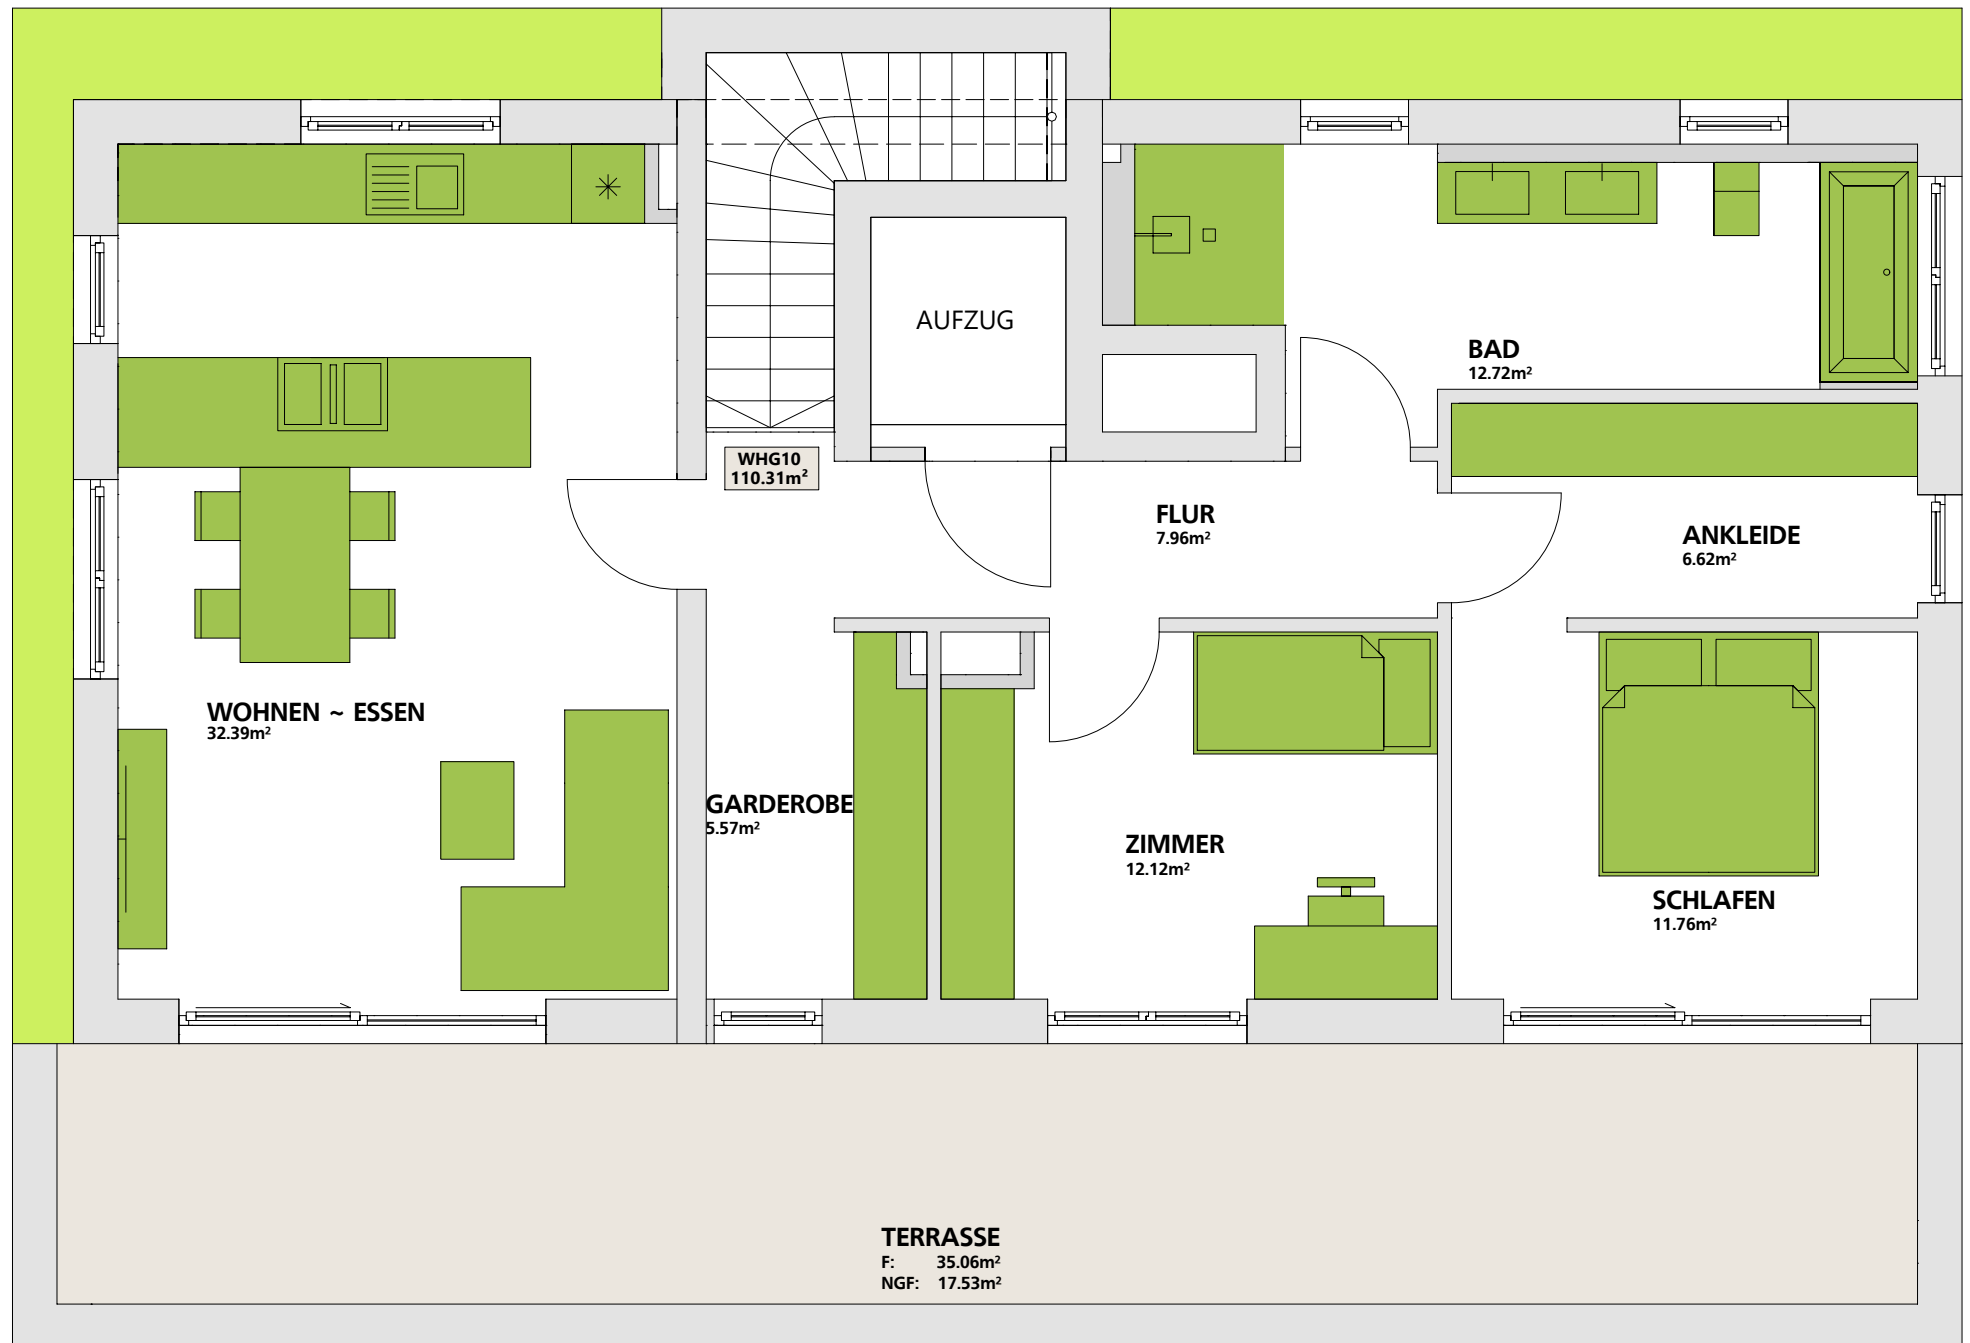 AUFZUG
BAD
12.72m²
WHG10
110.31m²
FLUR
7.96m²
ANKLEIDE
6.62m²
WOHNEN ~ ESSEN
32.39m²
GARDEROBE
5.57m²
ZIMMER
12.12m²
SCHLAFEN
11.76m²
TERRASSE
F: 35.06m²
NGF: 17.53m²